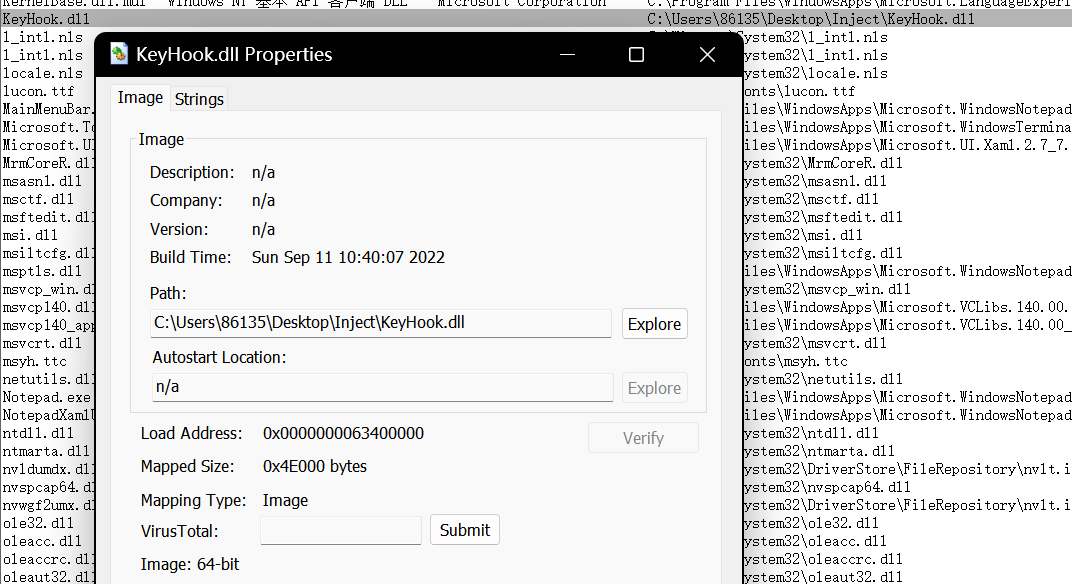 KernelBase.dll.mui Windows NT 基本 API 客户端 DLL Microsoft Corporation C:\Program Files\WindowsApps\Microsoft.LanguageExperi
KeyHook.dll C:\Users\86135\Desktop\Inject\KeyHook.dll
l_intl.nls System32\l_intl.nls
l_intl.nls ystem32\l_intl.nls
locale.nls ystem32\locale.nls
lucon.ttf onts\lucon.ttf
MainMenuBar. iles\WindowsApps\Microsoft.WindowsNotepad
Microsoft.To iles\WindowsApps\Microsoft.WindowsTermina
Microsoft.UI iles\WindowsApps\Microsoft.UI.Xaml.2.7_7.
MrmCoreR.dll ystem32\MrmCoreR.dll
msasn1.dll ystem32\msasn1.dll
msctf.dll ystem32\msctf.dll
msftedit.dll ystem32\msftedit.dll
msi.dll ystem32\msi.dll
msiltcfg.dll ystem32\msiltcfg.dll
msptls.dll iles\WindowsApps\Microsoft.WindowsNotepad
msvcp_win.dl ystem32\msvcp_win.dll
msvcp140.dll iles\WindowsApps\Microsoft.VCLibs.140.00.
msvcp140_app iles\WindowsApps\Microsoft.VCLibs.140.00_
msvcrt.dll ystem32\msvcrt.dll
msyh.ttc onts\msyh.ttc
netutils.dll ystem32\netutils.dll
Notepad.exe iles\WindowsApps\Microsoft.WindowsNotepad
NotepadXamlU iles\WindowsApps\Microsoft.WindowsNotepad
ntdll.dll ystem32\ntdll.dll
ntmarta.dll ystem32\ntmarta.dll
nvldumdx.dll ystem32\DriverStore\FileRepository\nvlt.i
nvspcap64.dl ystem32\nvspcap64.dll
nvwgf2umx.dl ystem32\DriverStore\FileRepository\nvlt.i
ole32.dll ystem32\ole32.dll
oleacc.dll ystem32\oleacc.dll
oleaccrc.dll ystem32\oleaccrc.dll
oleaut32.dll ystem32\oleaut32.dll
KeyHook.dll Properties
Image Strings
Image
Description: n/a
Company: n/a
Version: n/a
Build Time: Sun Sep 11 10:40:07 2022
Path:
C:\Users\86135\Desktop\Inject\KeyHook.dll Explore
Autostart Location:
n/a Explore
Load Address: 0x0000000063400000 Verify
Mapped Size: 0x4E000 bytes
Mapping Type: Image
VirusTotal: Submit
Image: 64-bit